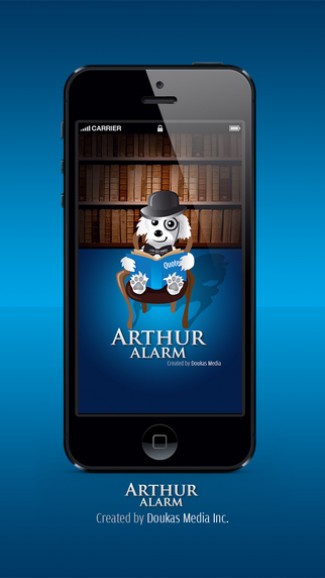 CARRIER
Quotes
ARTHUR
ALARM
Created by Doukas Media
ARTHUR
ALARM
Created by Doukas Media Inc.